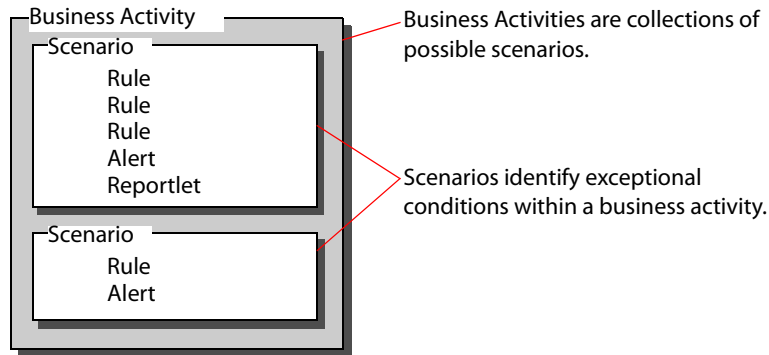 Business Activity
Scenario
Rule
Rule
Rule
Alert
Reportlet
Scenario
Rule
Alert
Business Activities are collections of
possible scenarios.
Scenarios identify exceptional
conditions within a business activity.